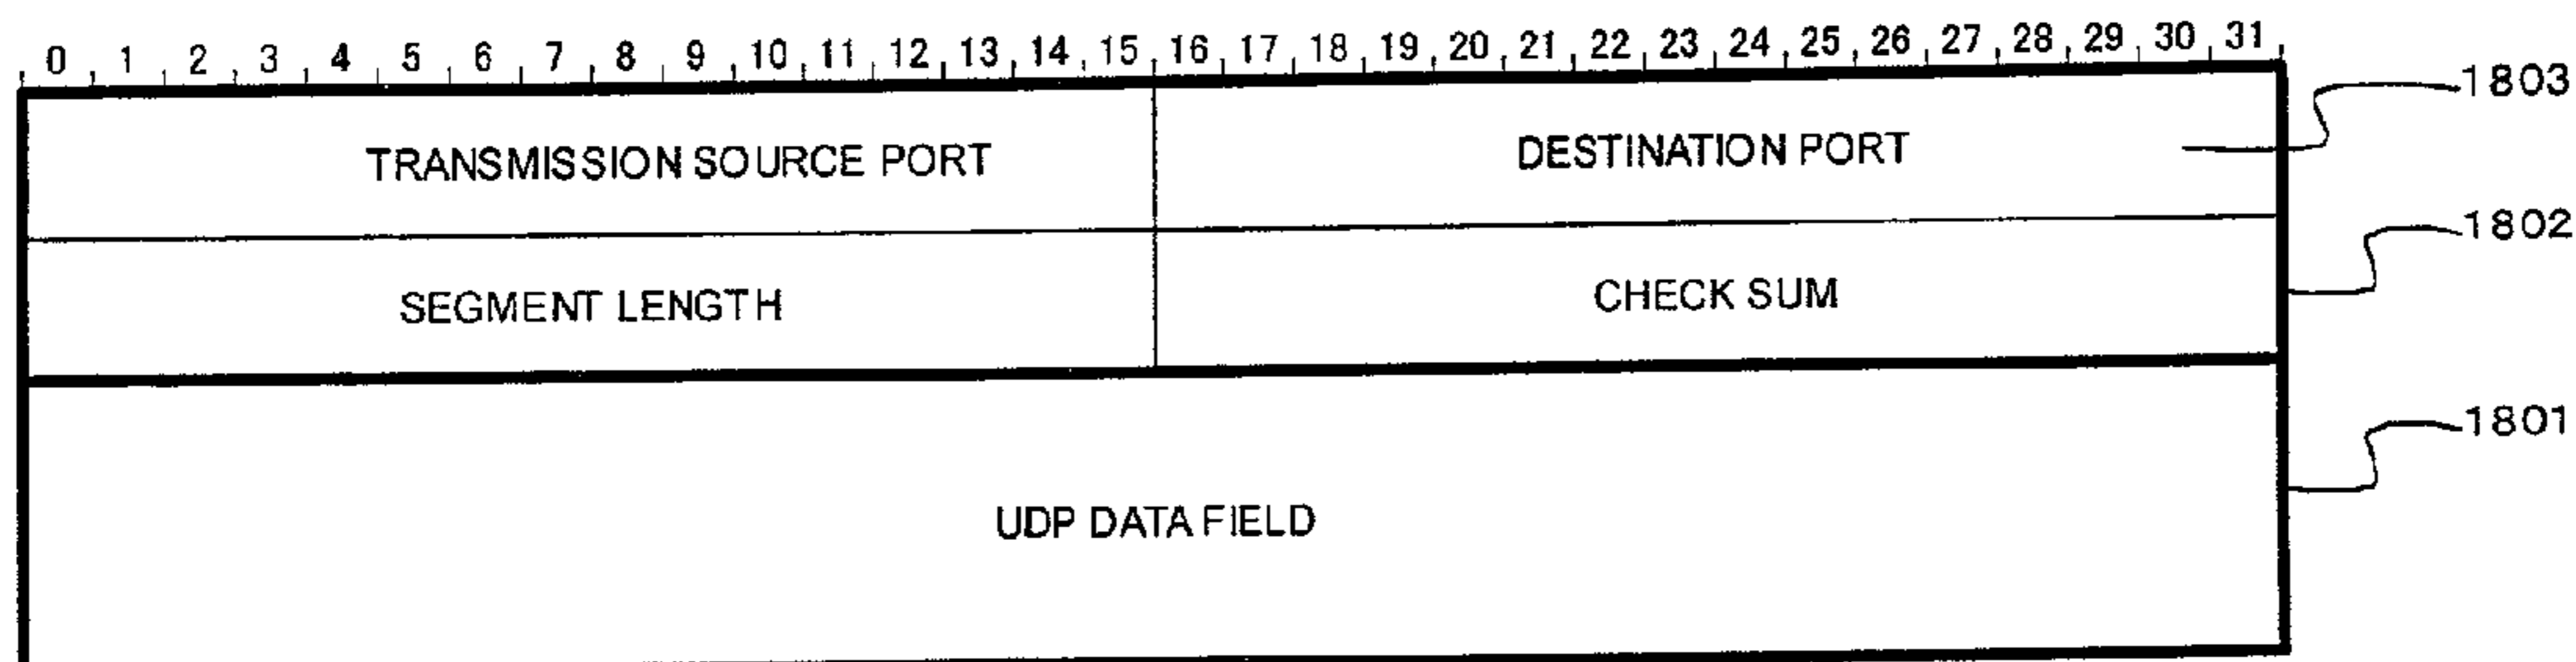 0 1 2 3 4 5 6 7 8 9 10 11 12 13 14 15 16 17 18 19 20 21 22 23 24 25 26 27 28 29 30 31
1803
TRANSMISSION SOURCE PORT DESTINATION PORT
1802
SEGMENT LENGTH CHECK SUM
1801
UDP DATA FIELD